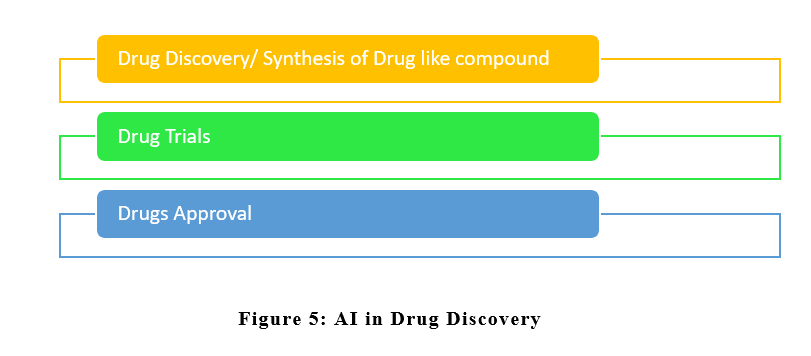 Drug Discovery/ Synthesis of Drug like compound
Drug Trials
Drugs Approval
Figure 5: AI in Drug Discovery